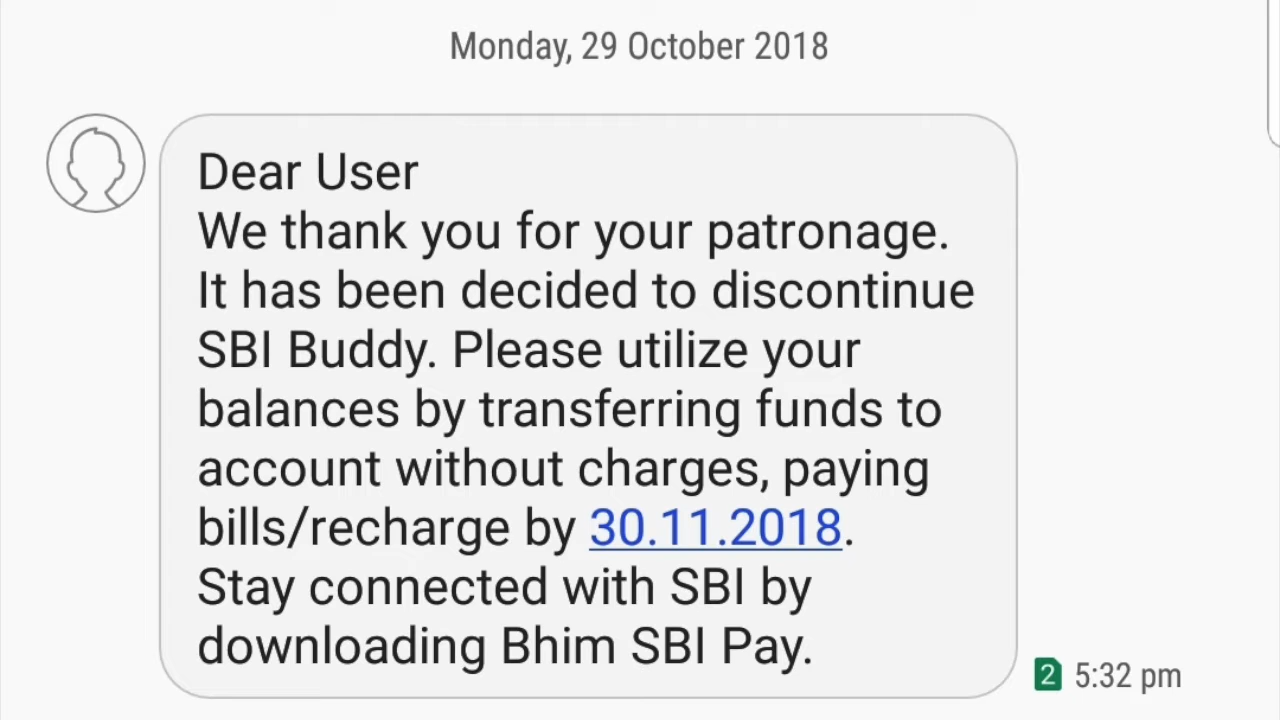 Monday, 29 October 2018
Dear User
We thank you for your patronage.
It has been decided to discontinue
SBI Buddy. Please utilize your
balances by transferring funds to
account without charges, paying
bills/recharge by 30.11.2018.
Stay connected with SBI by
downloading Bhim SBI Pay.
2 5:32 pm